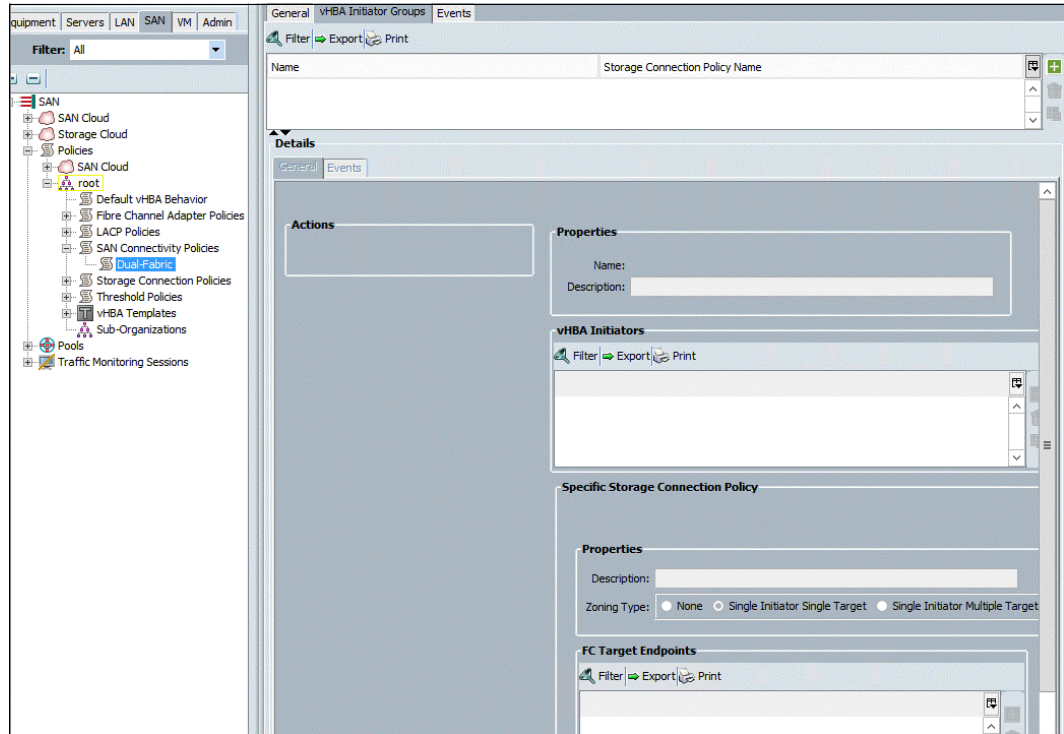 quipment Servers LAN SAN VM Admin
Filter: All
SAN
SAN Cloud
Storage Cloud
Policies
SAN Cloud
root
Default vHBA Behavior
Fibre Channel Adapter Policies
LACP Policies
SAN Connectivity Policies
Dual-Fabric
Storage Connection Policies
Threshold Policies
vHBA Templates
Sub-Organizations
Pools
Traffic Monitoring Sessions
General vHBA Initiator Groups Events
Filter Export Print
Name Storage Connection Policy Name
Details
General Events
Actions
Properties
Name:
Description:
vHBA Initiators
Filter Export Print
Specific Storage Connection Policy
Properties
Description:
Zoning Type: None Single Initiator Single Target Single Initiator Multiple Target
FC Target Endpoints
Filter Export Print